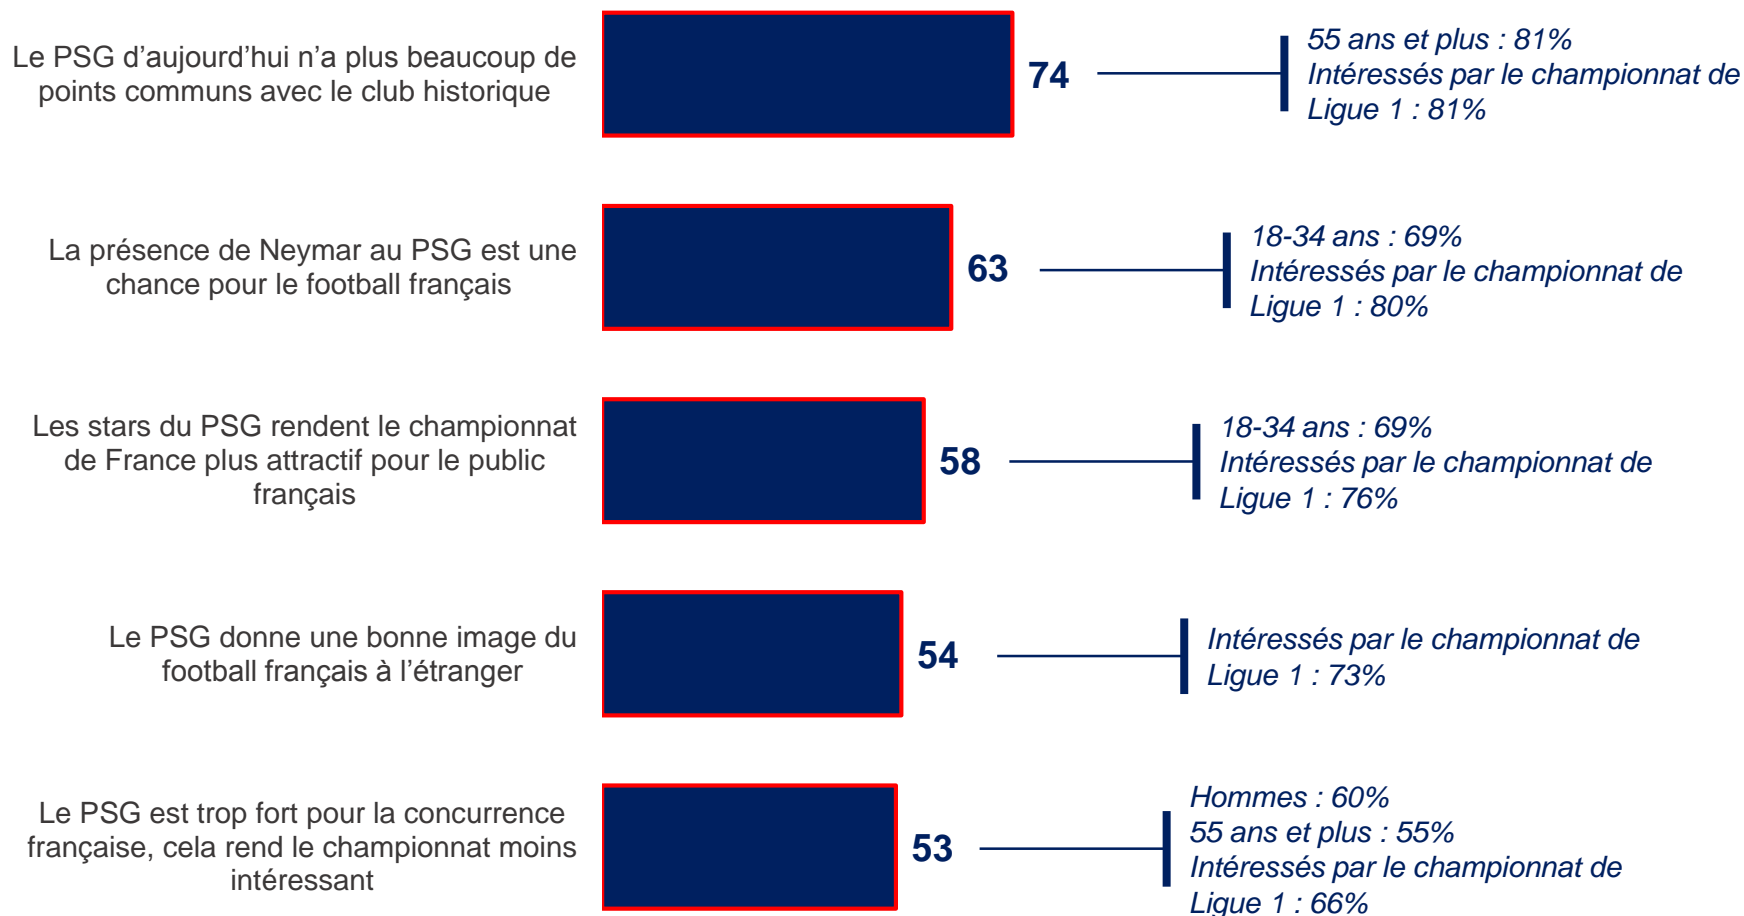 Le PSG d’aujourd’hui n’a plus beaucoup de
points communs avec le club historique
74
55 ans et plus : 81%
Intéressés par le championnat de
Ligue 1 : 81%
La présence de Neymar au PSG est une
chance pour le football français
63
18-34 ans : 69%
Intéressés par le championnat de
Ligue 1 : 80%
Les stars du PSG rendent le championnat
de France plus attractif pour le public
français
58
18-34 ans : 69%
Intéressés par le championnat de
Ligue 1 : 76%
Le PSG donne une bonne image du
football français à l’étranger
54
Intéressés par le championnat de
Ligue 1 : 73%
Le PSG est trop fort pour la concurrence
française, cela rend le championnat moins
intéressant
53
Hommes : 60%
55 ans et plus : 55%
Intéressés par le championnat de
Ligue 1 : 66%